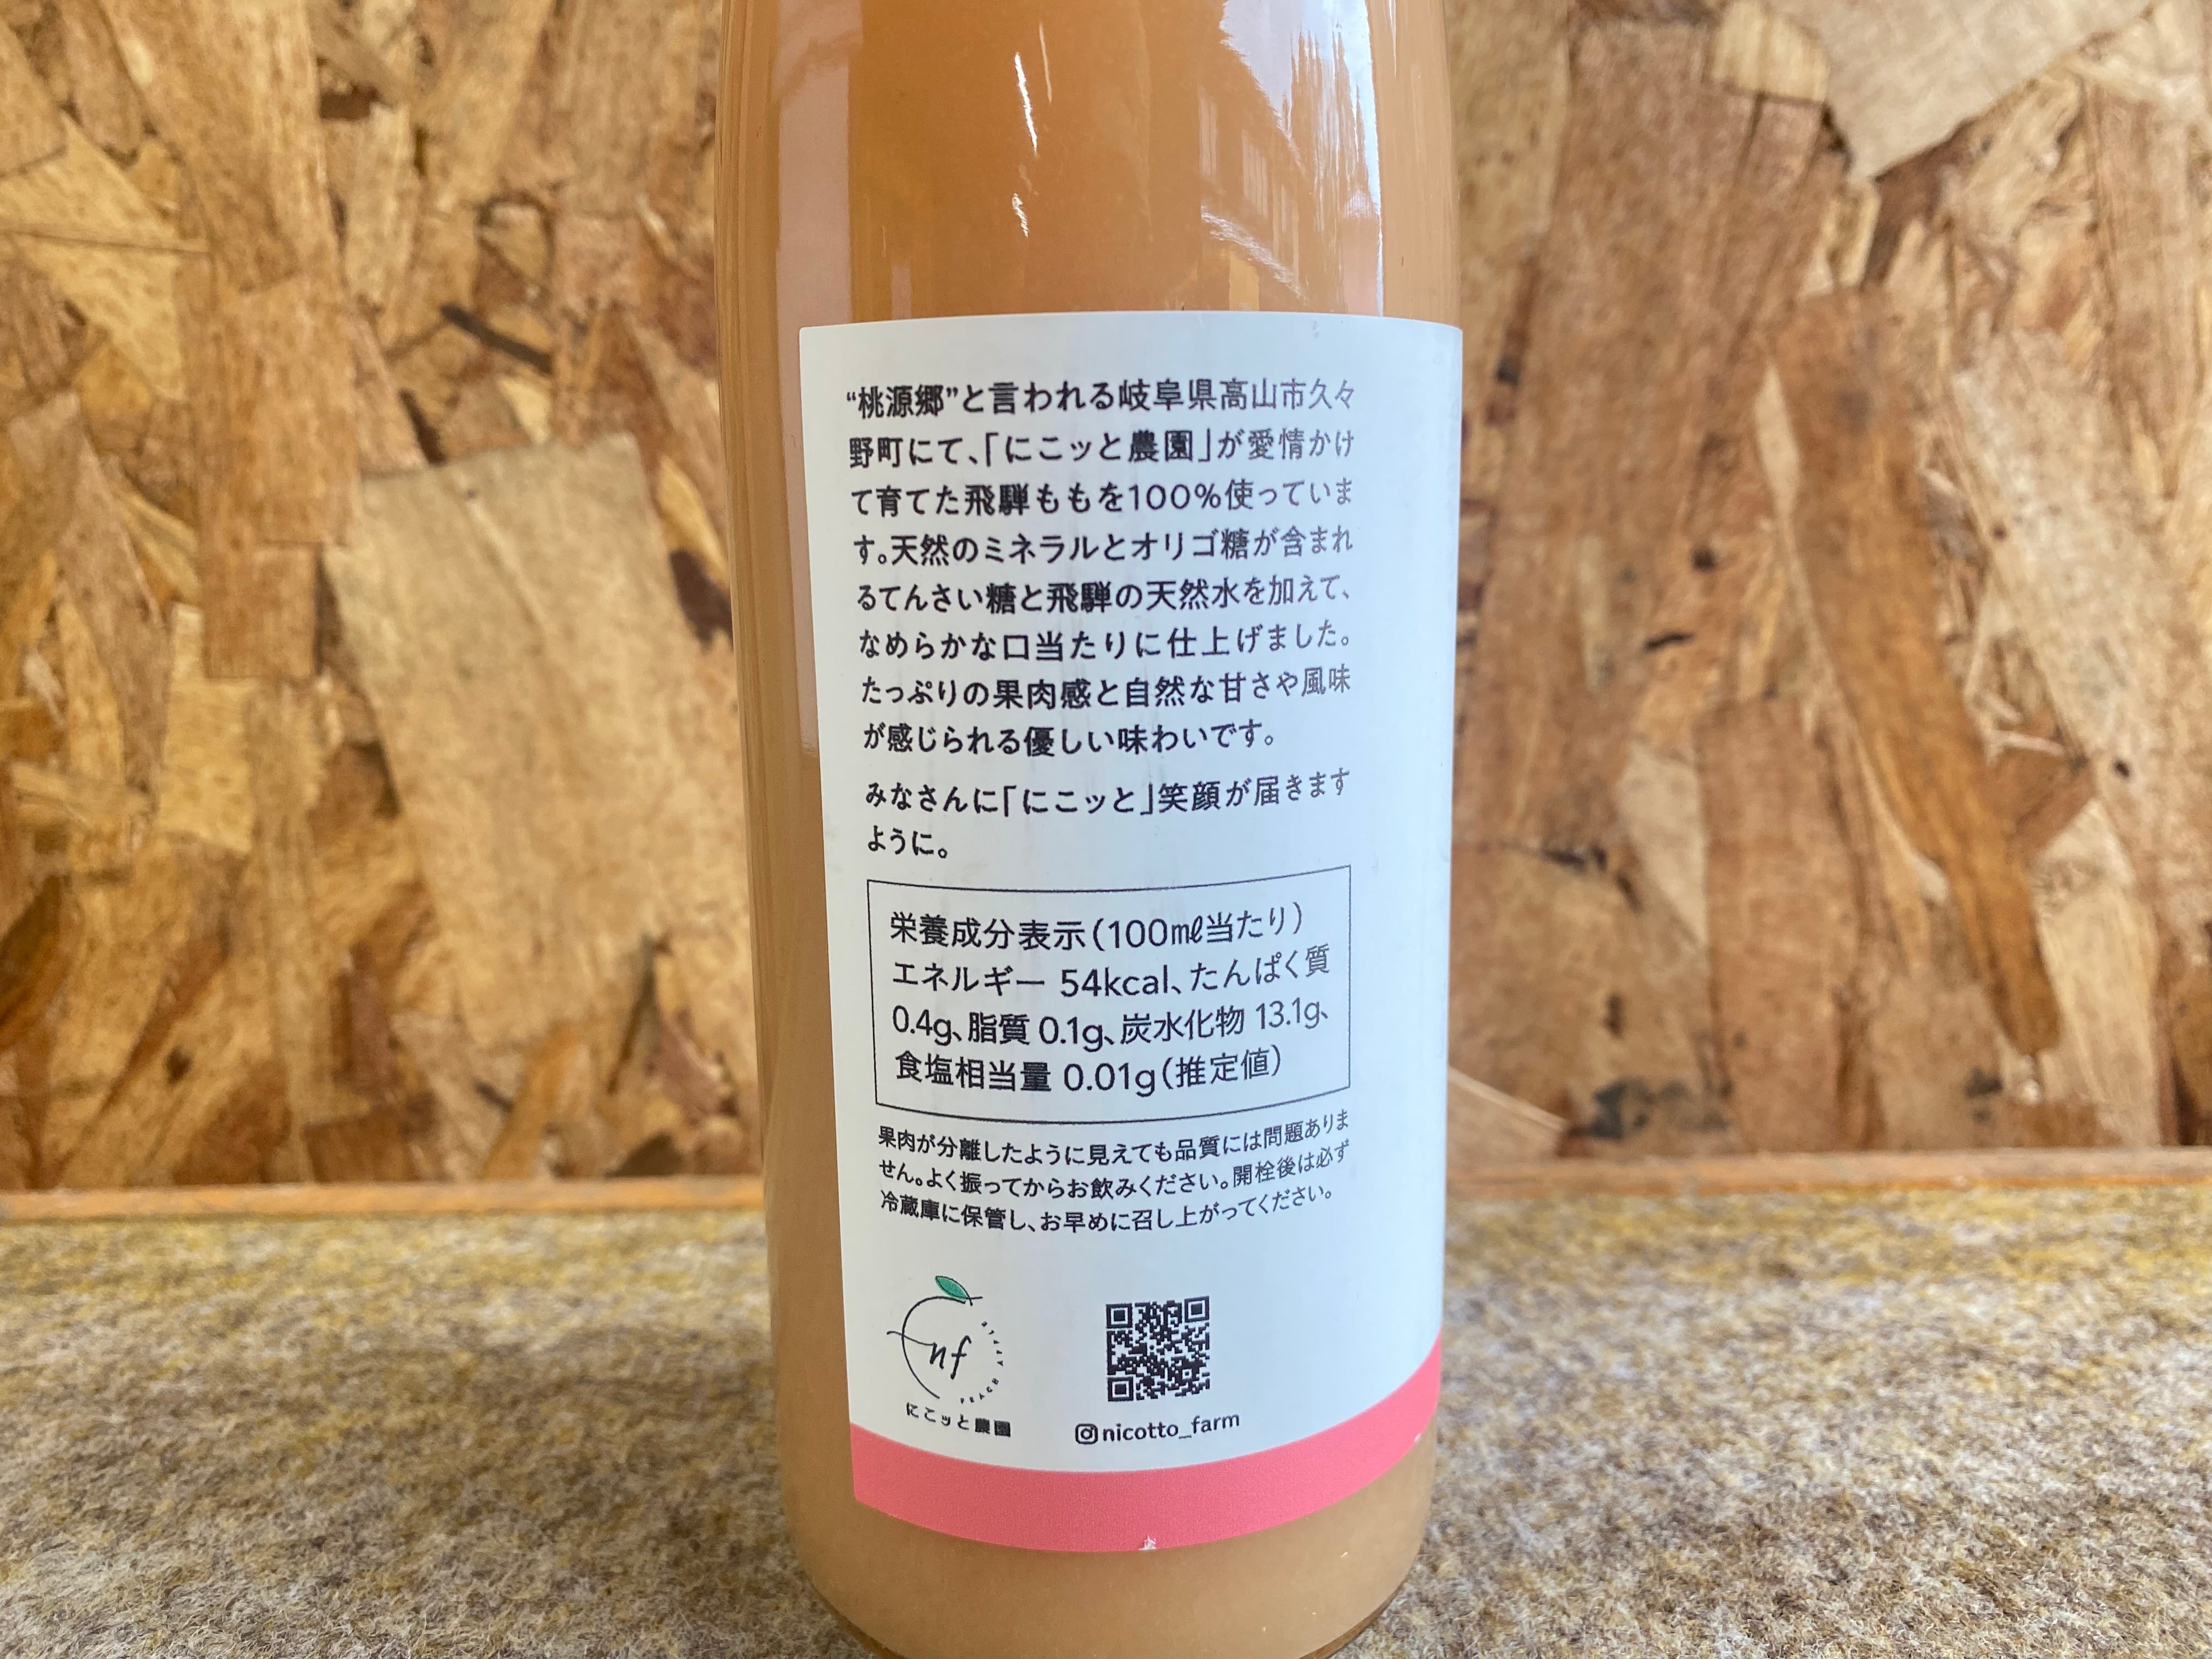 “桃源郷”と言われる岐阜県高山市久々
野町にて、「にこッと農園」が愛情かけ
て育てた飛騨ももを100%使っていま
す。天然のミネラルとオリゴ糖が含まれ
るてんさい糖と飛騨の天然水を加えて、
なめらかな口当たりに仕上げました。
たっぷりの果肉感と自然な甘さや風味
が感じられる優しい味わいです。
みなさんに「にこッと」笑顔が届きます
ように。
栄養成分表示(100㎖当たり)
エネルギー 54kcal、たんぱく質
0.4g、脂質 0.1g、炭水化物 13.1g、
食塩相当量 0.01g(推定値)
果肉が分離したように見えても品質には問題ありま
せん。よく振ってからお飲みください。開栓後は必ず
冷蔵庫に保管し、お早めに召し上がってください。
nf
にこッと農園
nicotto_farm